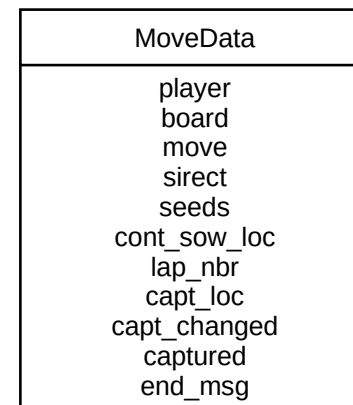 MoveData
player
board
move
sirect
seeds
cont_sow_loc
lap_nbr
capt_loc
capt_changed
captured
end_msg